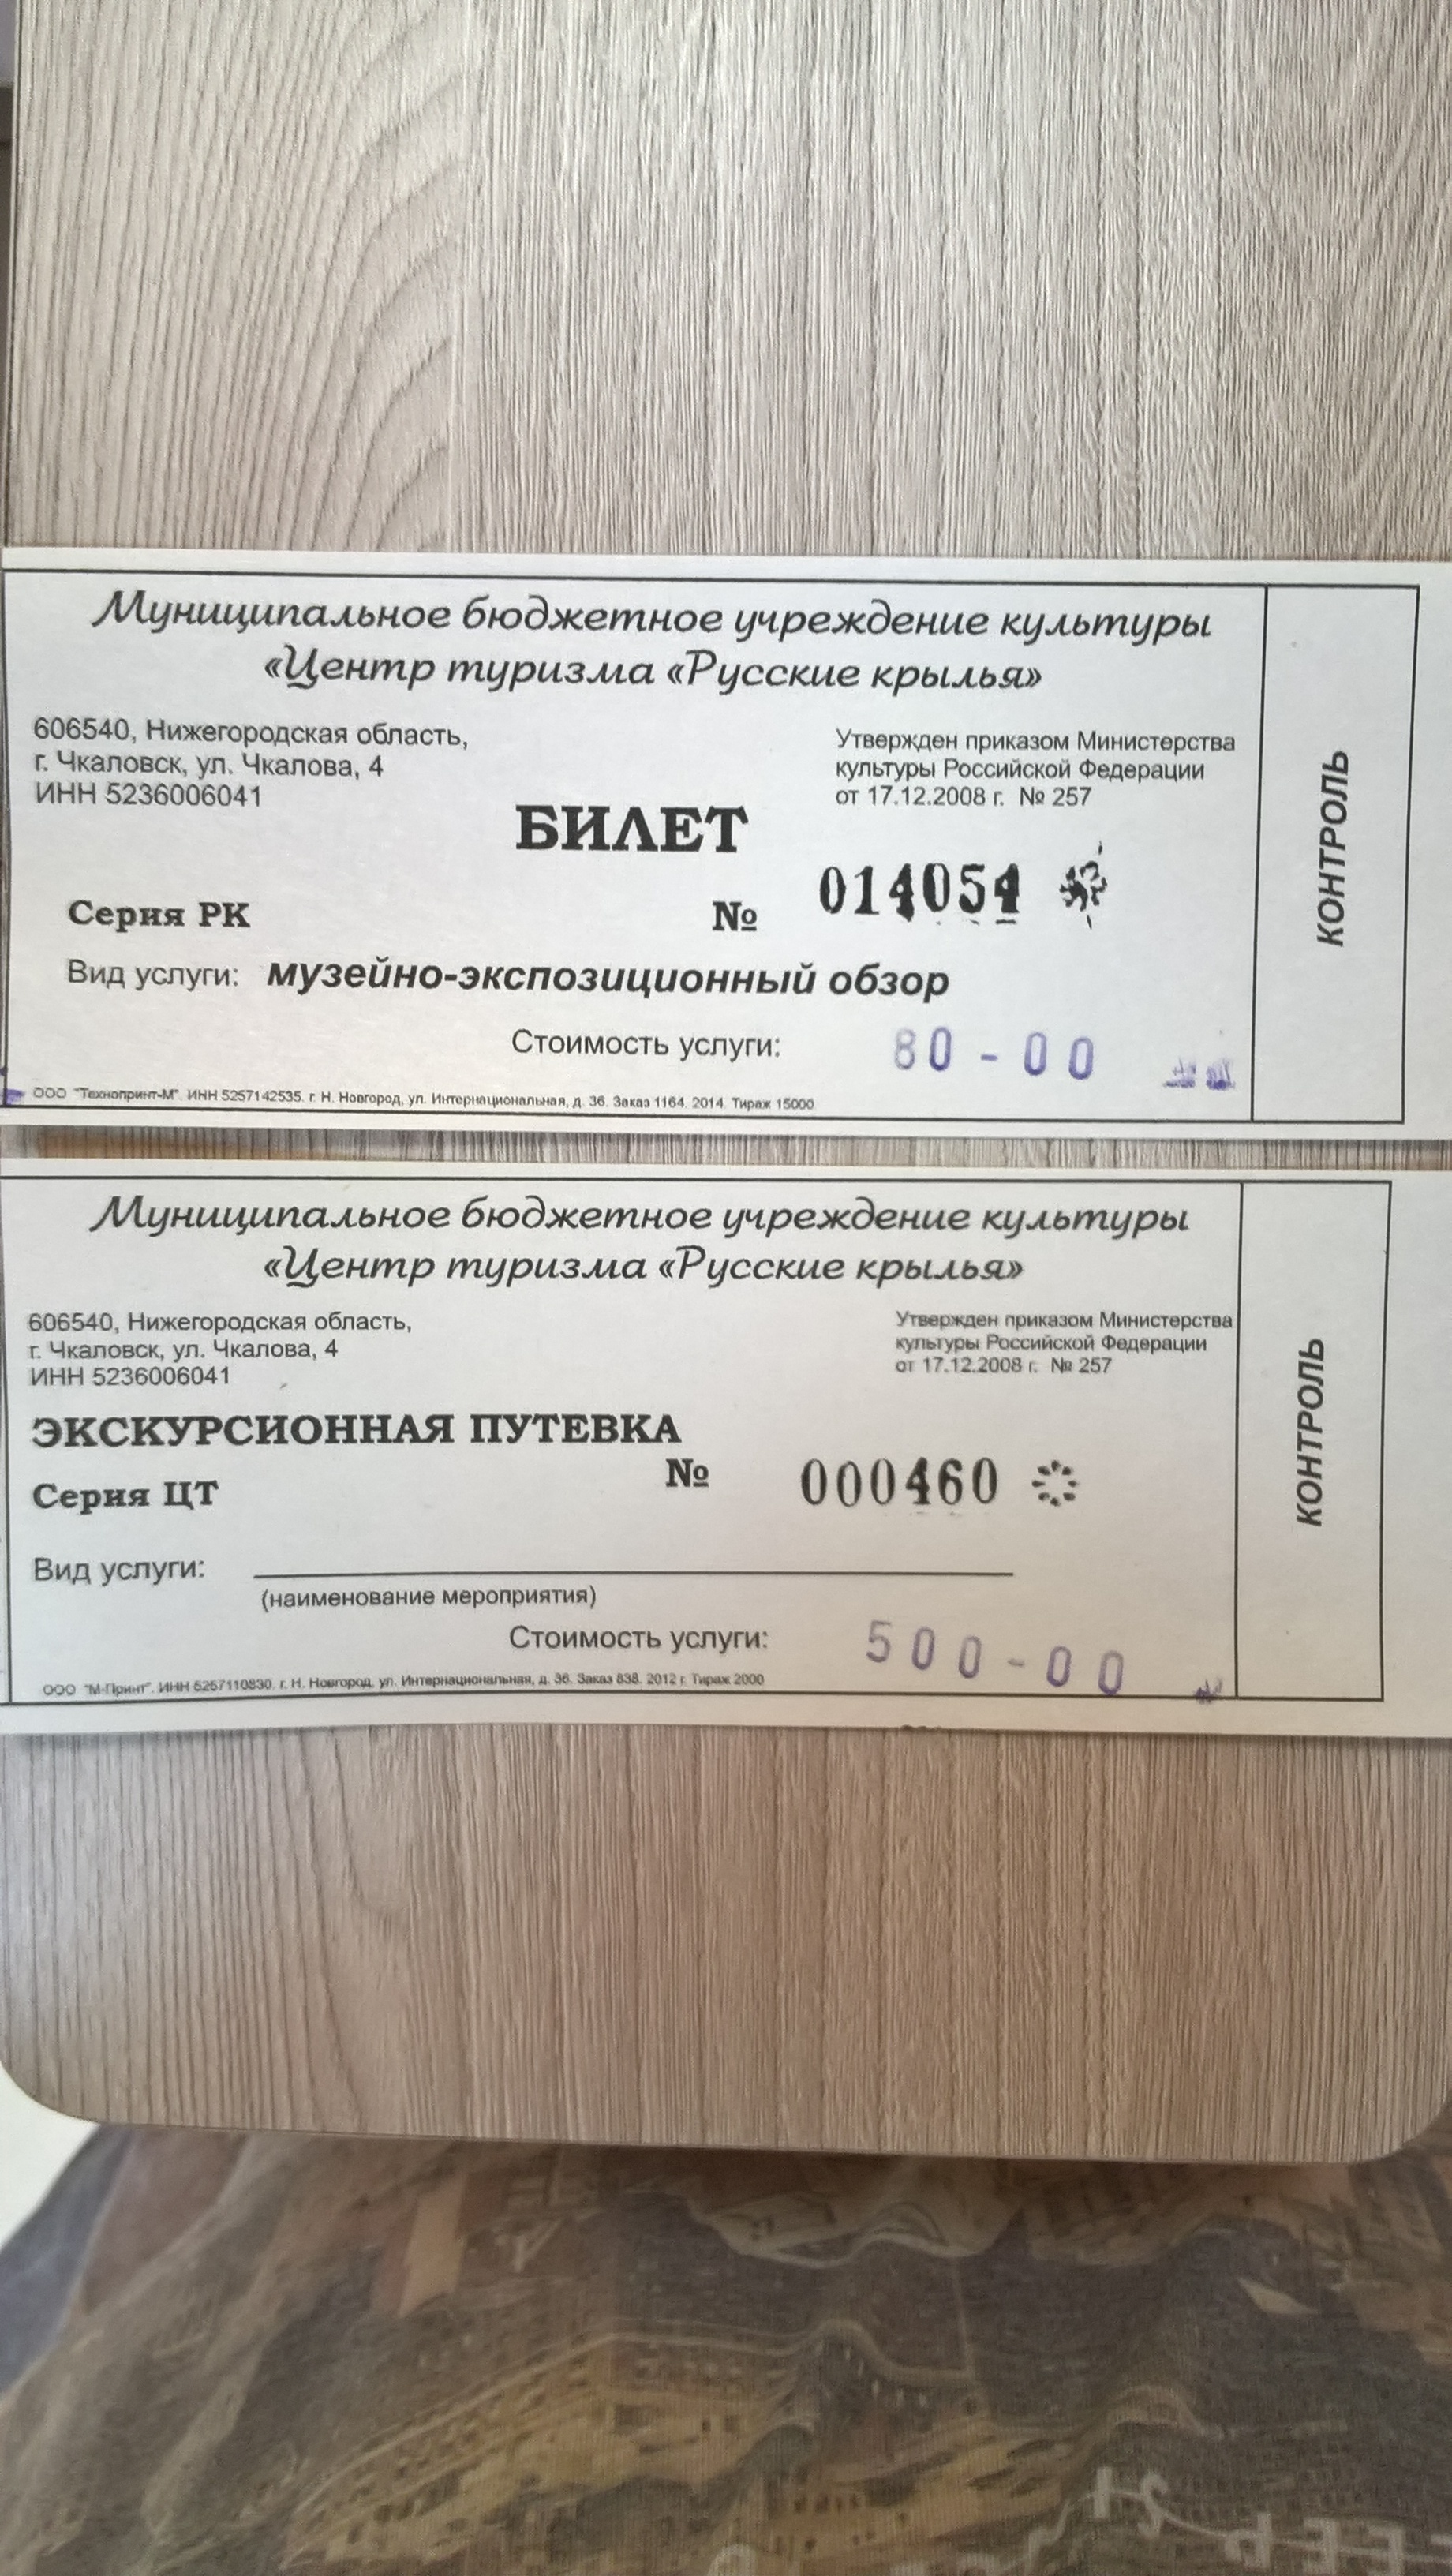 Муниципальное бюджетное учреждение культуры
«Центр туризма «Русские крылья»
606540, Нижегородская область,
г. Чкаловск, ул. Чкалова, 4
ИНН 5236006041
Утвержден приказом Министерства
культуры Российской Федерации
от 17.12.2008 г. № 257
БИЛЕТ
Серия РК № 014054
Вид услуги: музейно-экспозиционный обзор
Стоимость услуги: 80-00
ООО "Технопринт-М". ИНН 5257142535. г. Н. Новгород, ул. Интернациональная, д. 36. Заказ 1164. 2014. Тираж 15000
КОНТРОЛЬ
Муниципальное бюджетное учреждение культуры
«Центр туризма «Русские крылья»
606540, Нижегородская область,
г. Чкаловск, ул. Чкалова, 4
ИНН 5236006041
Утвержден приказом Министерства
культуры Российской Федерации
от 17.12.2008 г. № 257
ЭКСКУРСИОННАЯ ПУТЕВКА
Серия ЦТ № 000460
Вид услуги:
(наименование мероприятия)
Стоимость услуги: 500-00
ООО "М-Принт". ИНН 5257110830. г. Н. Новгород, ул. Интернациональная, д. 36. Заказ 838. 2012 г. Тираж 2000
КОНТРОЛЬ